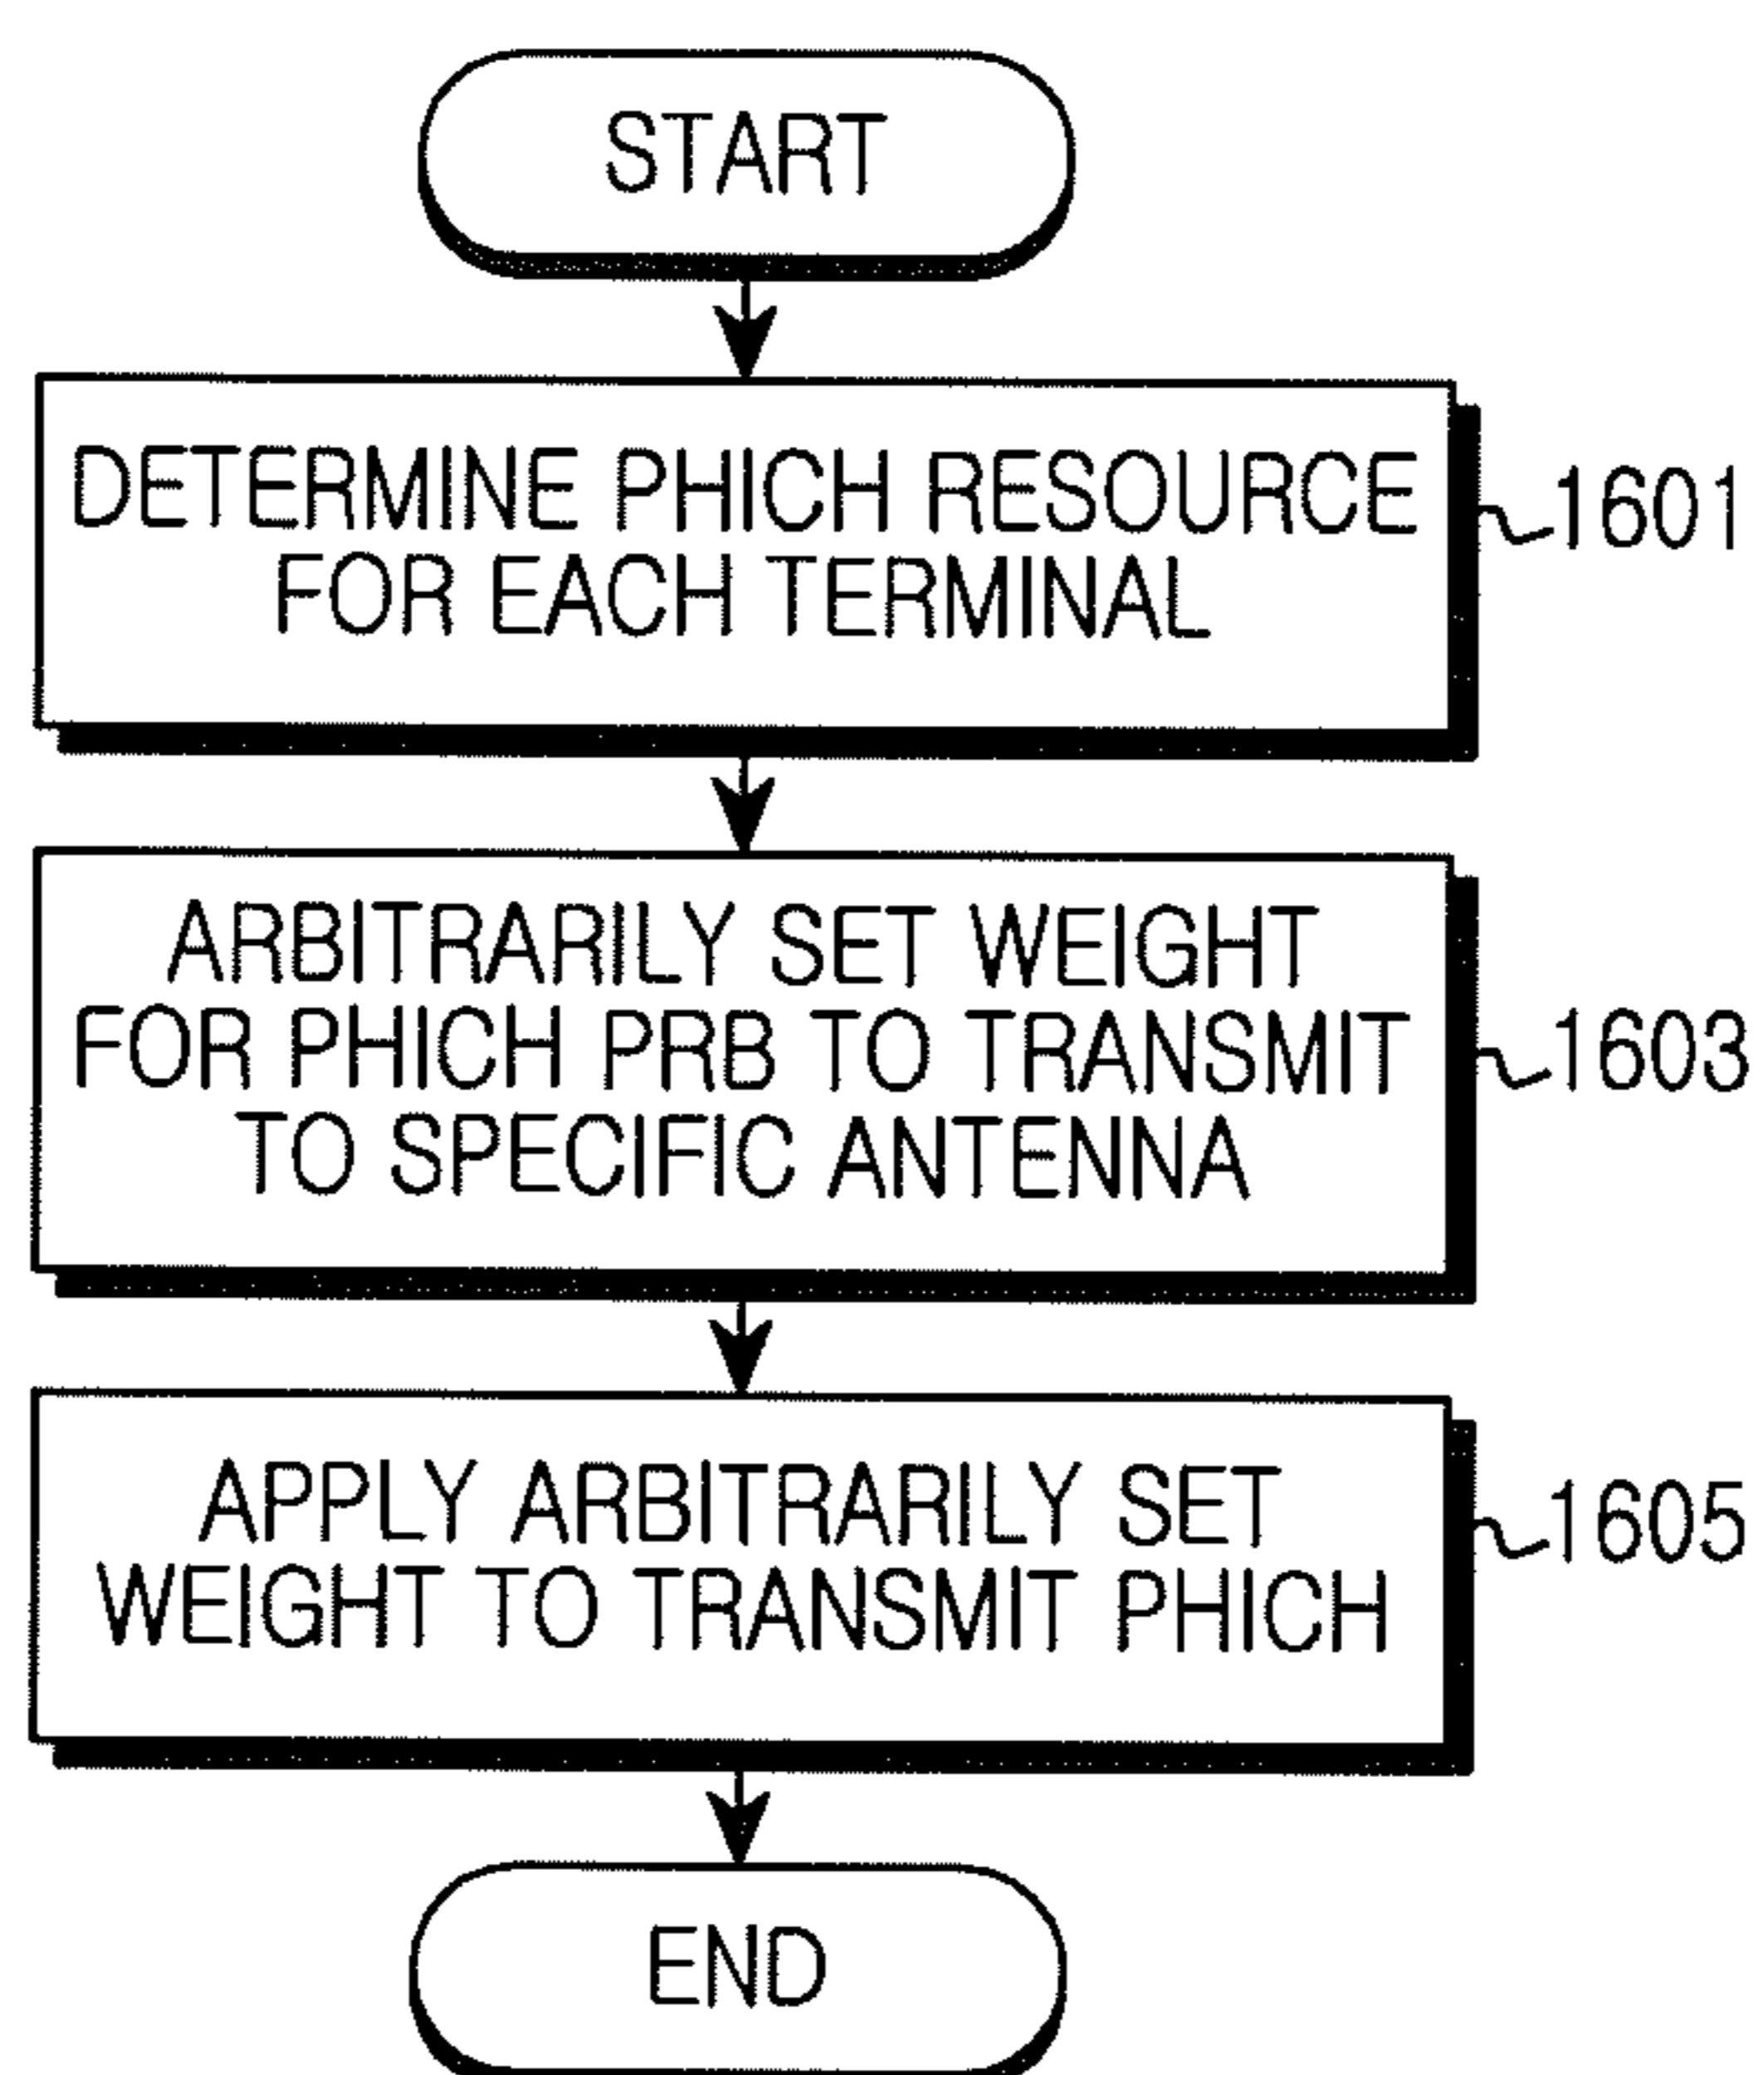 START
DETERMINE PHICH RESOURCE
FOR EACH TERMINAL
1601
ARBITRARILY SET WEIGHT
FOR PHICH PRB TO TRANSMIT
TO SPECIFIC ANTENNA
1603
APPLY ARBITRARILY SET
WEIGHT TO TRANSMIT PHICH
1605
END